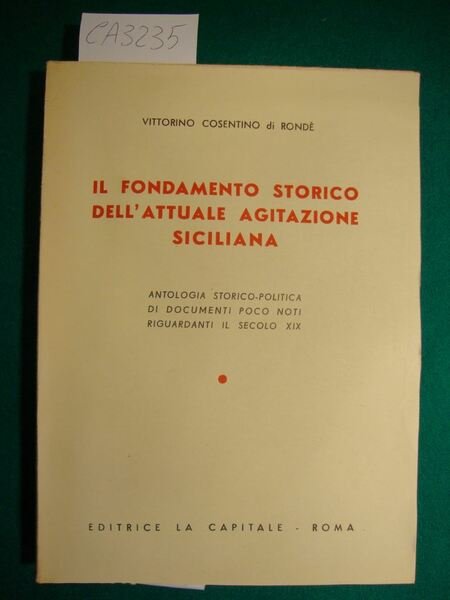 CA3235
VITTORINO COSENTINO di RONDÈ
IL FONDAMENTO STORICO
DELL'ATTUALE AGITAZIONE
SICILIANA
ANTOLOGIA STORICO-POLITICA
DI DOCUMENTI POCO NOTI
RIGUARDANTI IL SECOLO XIX
EDITRICE LA CAPITALE - ROMA